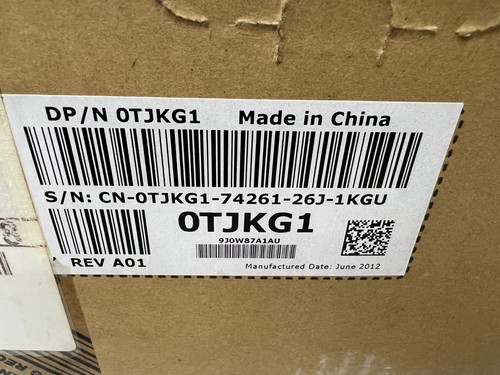 DP/N 0TJKG1 Made in China
S/N: CN-0TJKG1-74261-26J-1KGU
0TJKG1
9J0W87A1AU
REV A01
Manufactured Date: June 2012